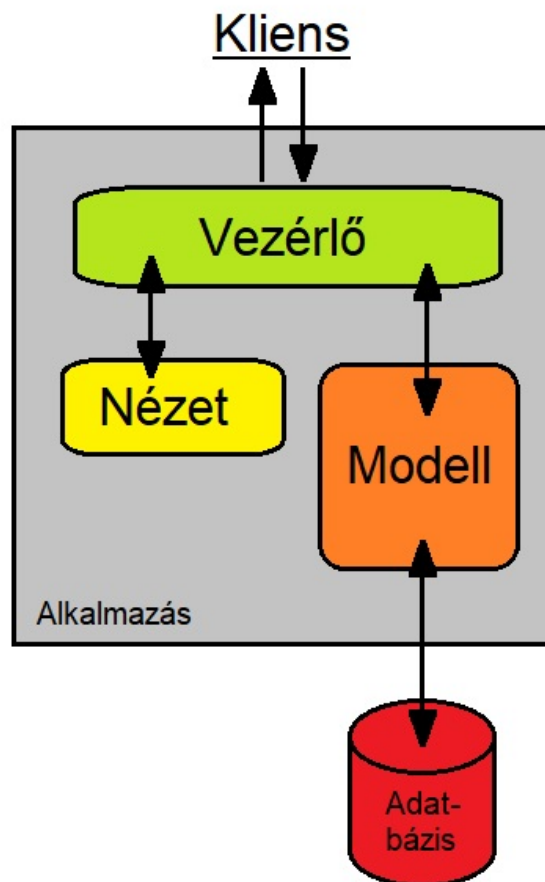 Kliens
Vezérlő
Nézet
Modell
Alkalmazás
Adat-
bázis